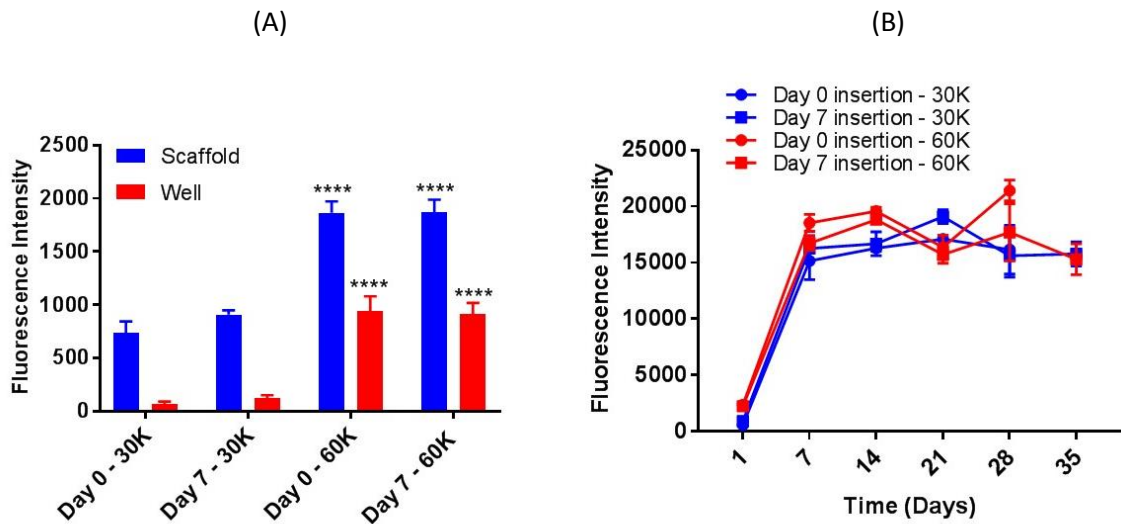 (A)
Fluorescence Intensity
2500
2000
1500
1000
500
0
Scaffold
Well
****
****
****
****
Day 0 - 30K
Day 7 - 30K
Day 0 - 60K
Day 7 - 60K
(B)
Day 0 insertion - 30K
Day 7 insertion - 30K
Day 0 insertion - 60K
Day 7 insertion - 60K
Fluorescence Intensity
25000
20000
15000
10000
5000
0
1
7
14
21
28
35
Time (Days)